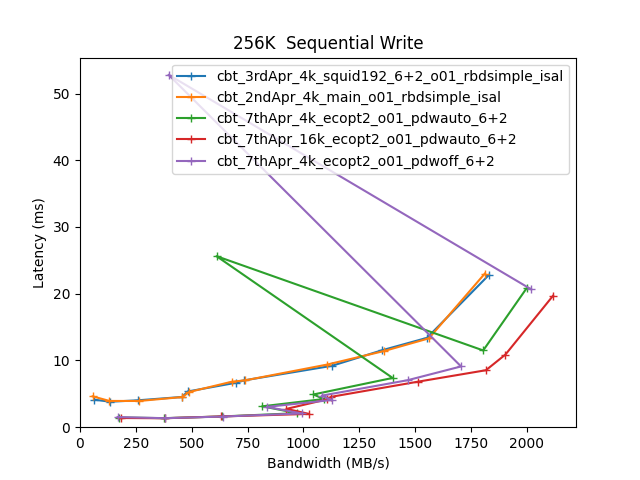 256K  Sequential Write
cbt_3rdApr_4k_squid192_6+2_o01_rbdsimple_isal
cbt_2ndApr_4k_main_o01_rbdsimple_isal
cbt_7thApr_4k_ecopt2_o01_pdwauto_6+2
cbt_7thApr_16k_ecopt2_o01_pdwauto_6+2
cbt_7thApr_4k_ecopt2_o01_pdwoff_6+2
Latency (ms)
50
40
30
20
10
0
0 250 500 750 1000 1250 1500 1750 2000
Bandwidth (MB/s)